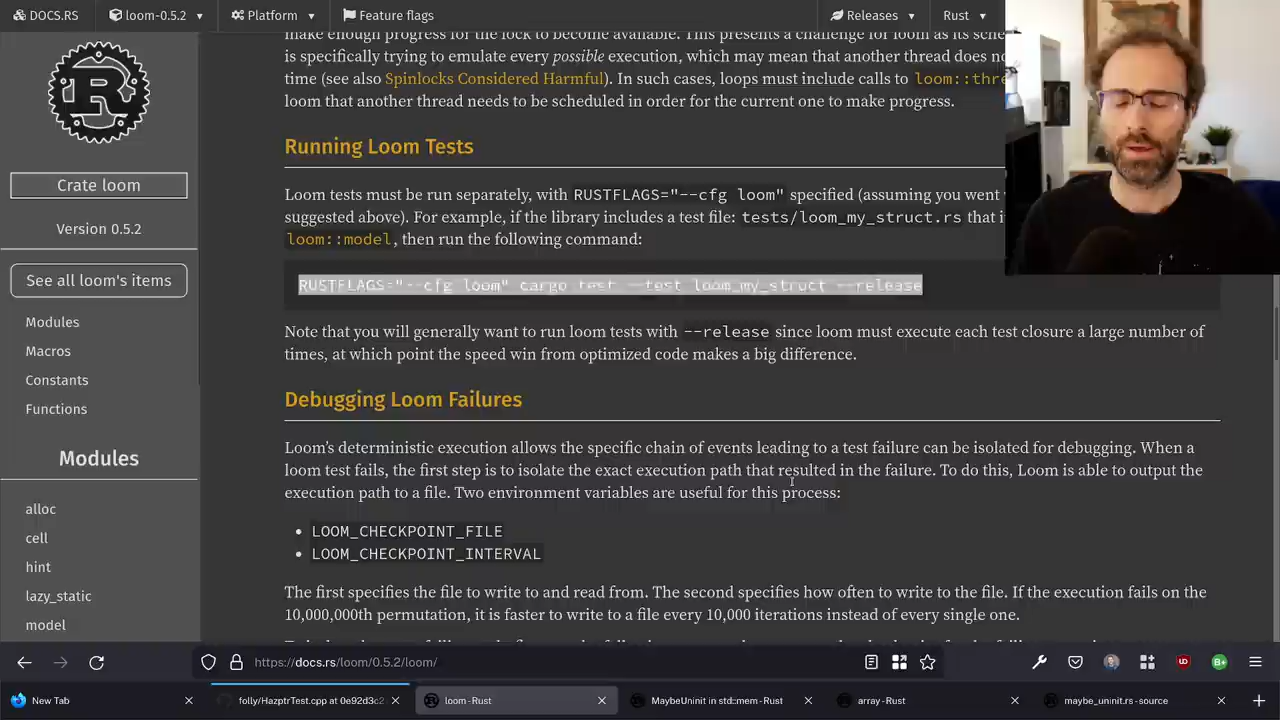 DOCS.RS
loom-0.5.2
Platform
Feature flags
Releases
Rust
make enough progress for the lock to become available. This presents a challenge for loom as its
is specifically trying to emulate every possible execution, which may mean that another thread does
time (see also Spinlocks Considered Harmful). In such cases, loops must include calls to loom::thre
loom that another thread needs to be scheduled in order for the current one to make progress.
Running Loom Tests
Loom tests must be run separately, with RUSTFLAGS="--cfg loom" specified (assuming you went
suggested above). For example, if the library includes a test file: tests/loom_my_struct.rs that
loom::model, then run the following command:
RUSTFLAGS="--cfg loom" cargo test --test loom_my_struct --release
Note that you will generally want to run loom tests with --release since loom must execute each test closure a large number of
times, at which point the speed win from optimized code makes a big difference.
Debugging Loom Failures
Loom's deterministic execution allows the specific chain of events leading to a test failure can be isolated for debugging. When a
loom test fails, the first step is to isolate the exact execution path that resulted in the failure. To do this, Loom is able to output the
execution path to a file. Two environment variables are useful for this process:
• LOOM_CHECKPOINT_FILE
• LOOM_CHECKPOINT_INTERVAL
The first specifies the file to write to and read from. The second specifies how often to write to the file. If the execution fails on the
10,000,000th permutation, it is faster to write to a file every 10,000 iterations instead of every single one.
R
Crate loom
Version 0.5.2
See all loom's items
Modules
Macros
Constants
Functions
Modules
alloc
cell
hint
lazy_static
model
https://docs.rs/loom/0.5.2/loom/
New Tab
folly/HazptrTest.cpp at 0e92d3c2
loom - Rust
MaybeUninit in std::mem - Rust
array - Rust
maybe_uninit.rs - source